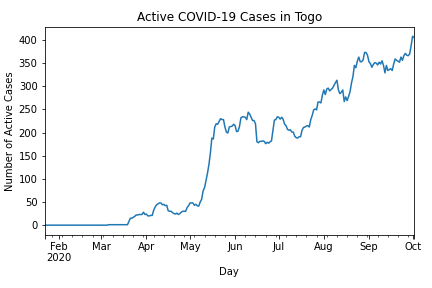 Active COVID-19 Cases in Togo
Number of Active Cases
400
350
300
250
200
150
100
50
0
Feb Mar Apr May Jun Jul Aug Sep Oct
2020
Day